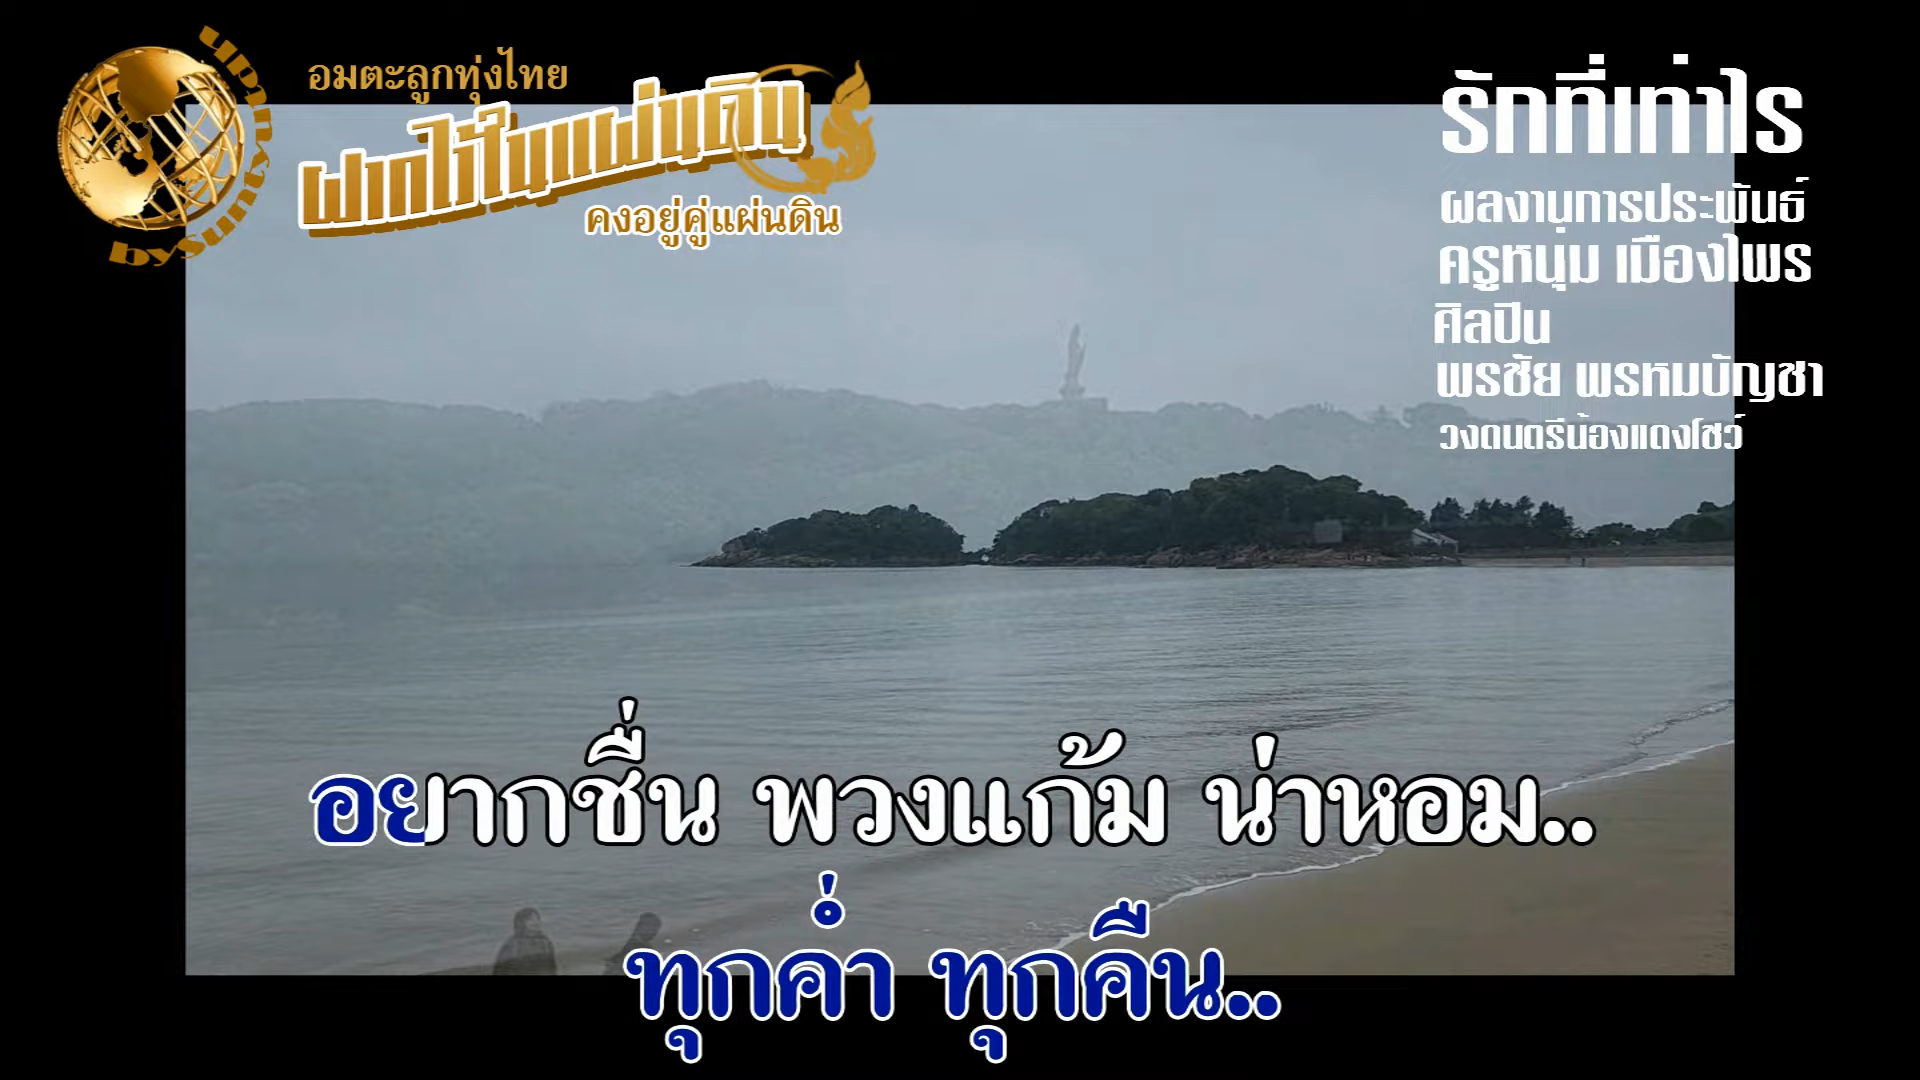 อมตะลูกทุ่งไทย
ฝากไว้ในแผ่นดิน
คงอยู่คู่แผ่นดิน
bysunyundn
รักที่เท่าไร
ผลงานการประพันธ์
ครูหนุ่ม เมืองไพร
ศิลปิน
พรชัย พรหมบัญชา
วงดนตรีน้องแดงโชว์
อยากชื่น พวงแก้ม น่าหอม..
ทุกค่ำ ทุกคืน..